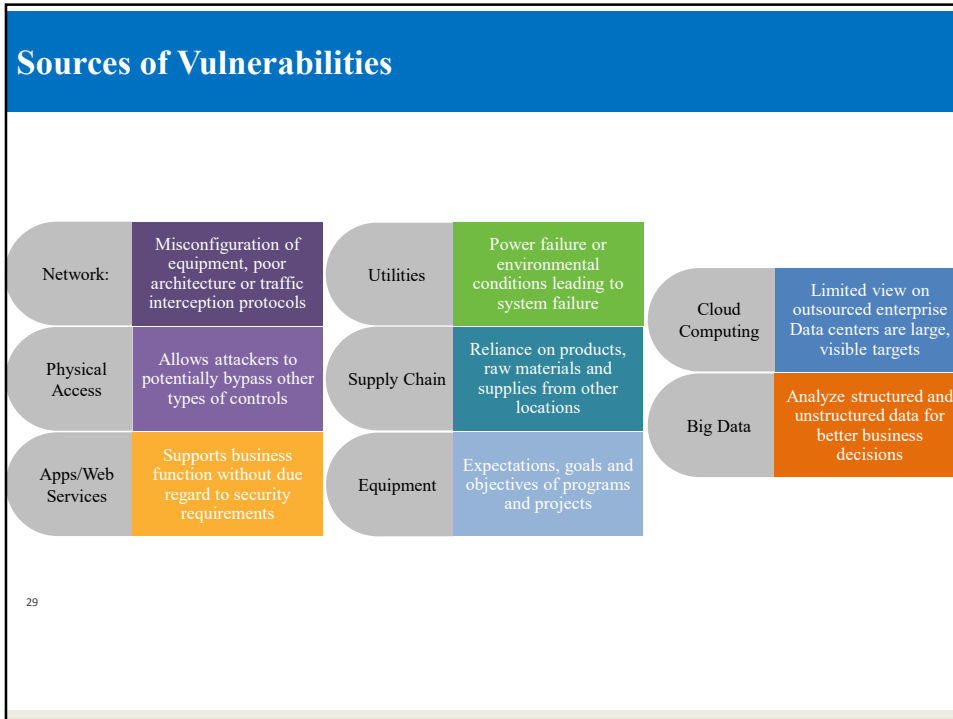 Sources of Vulnerabilities
Network:
Misconfiguration of
equipment, poor
architecture or traffic
interception protocols
Physical
Access
Allows attackers to
potentially bypass other
types of controls
Apps/Web
Services
Supports business
function without due
regard to security
requirements
Utilities
Power failure or
environmental
conditions leading to
system failure
Supply Chain
Reliance on products,
raw materials and
supplies from other
locations
Equipment
Expectations, goals and
objectives of programs
and projects
Cloud
Computing
Limited view on
outsourced enterprise
Data centers are large,
visible targets
Big Data
Analyze structured and
unstructured data for
better business
decisions
29